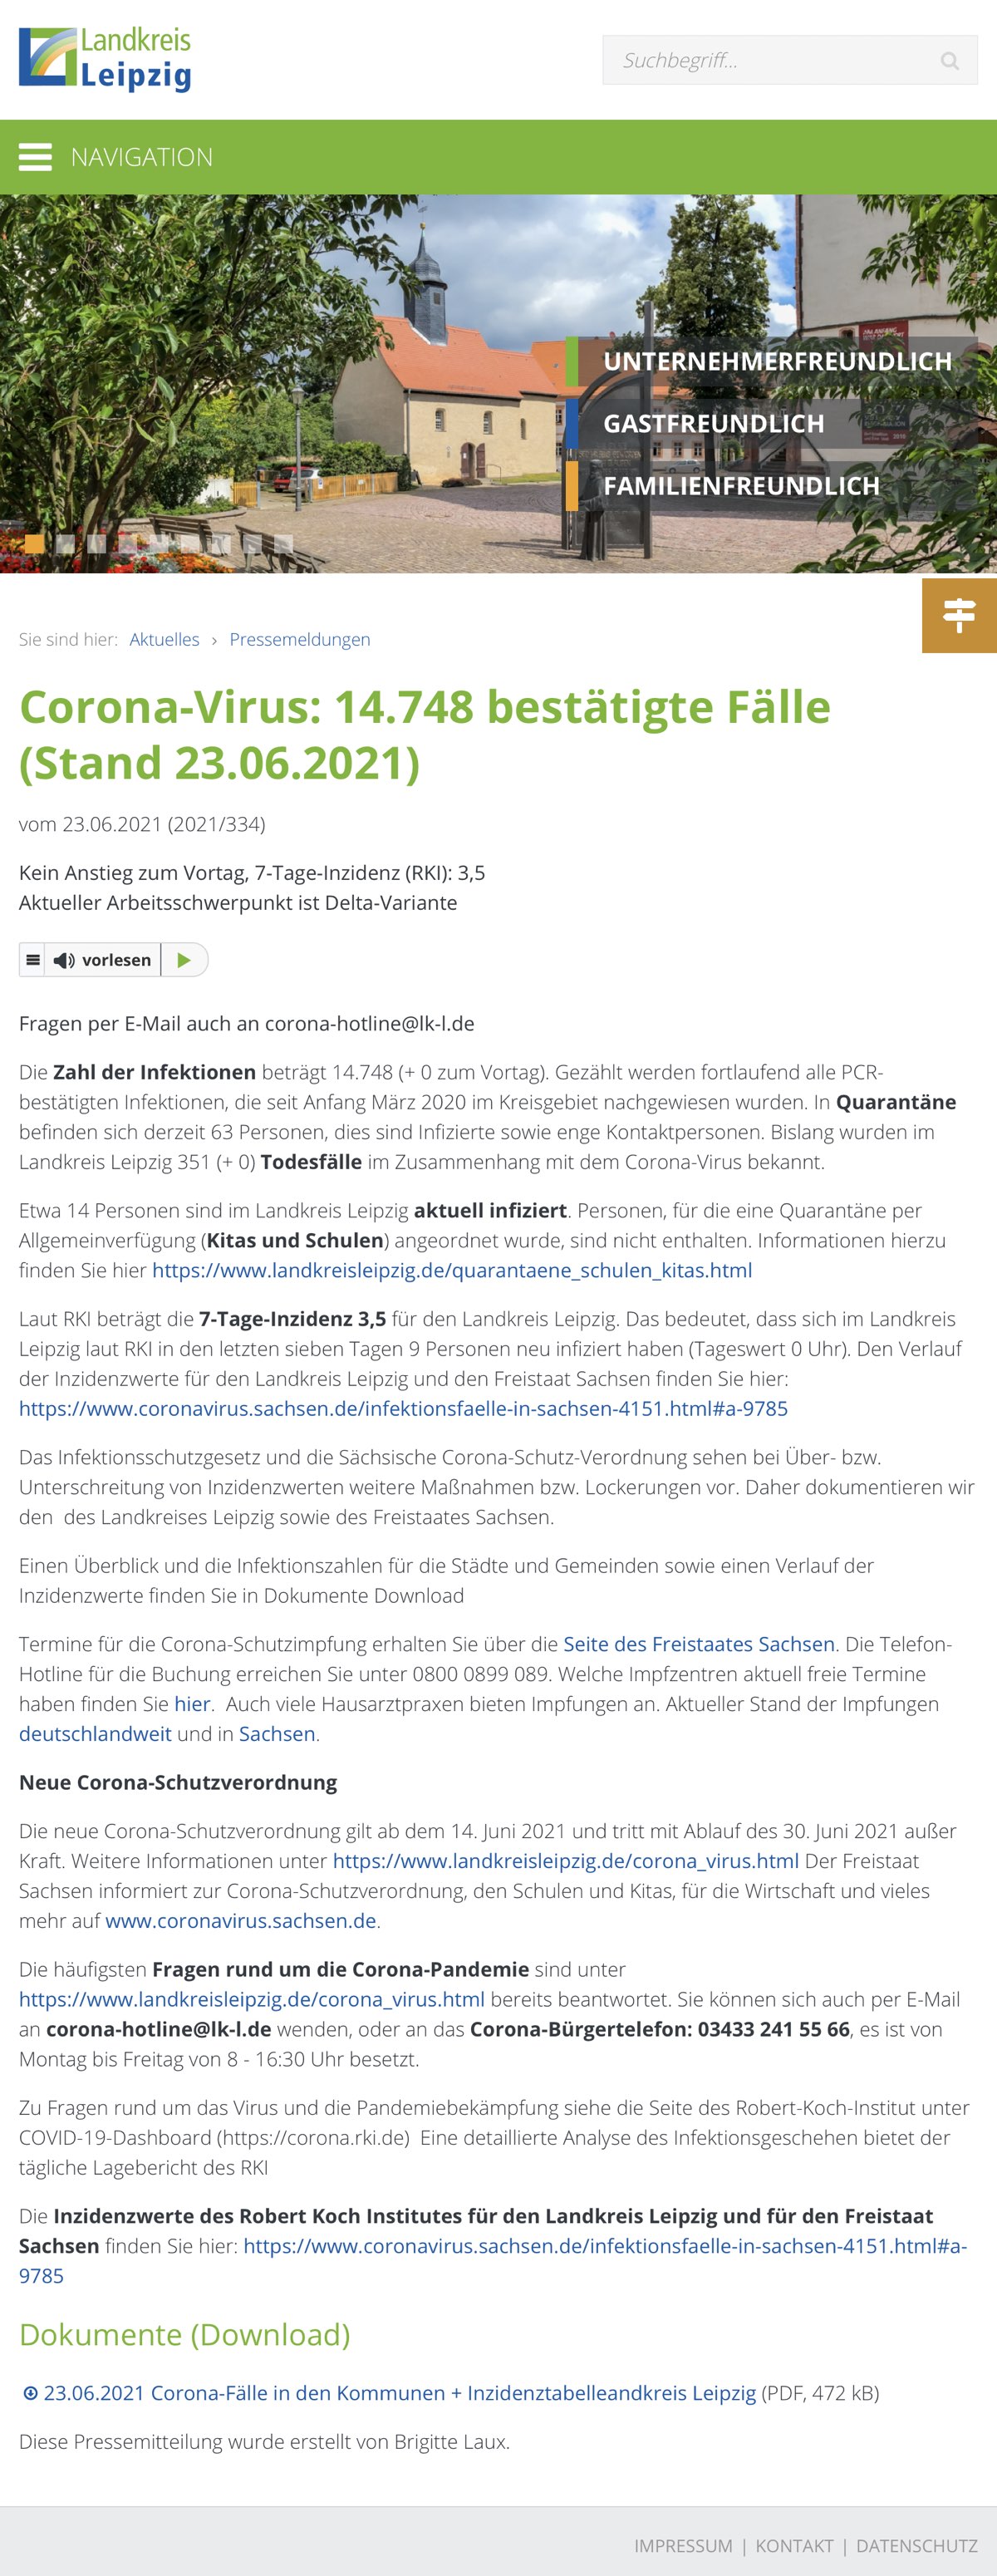 Landkreis
Leipzig
Suchbegriff...
NAVIGATION
UNTERNEHMERFREUNDLICH
GASTFREUNDLICH
FAMILIENFREUNDLICH
Sie sind hier: Aktuelles › Pressemeldungen
Corona-Virus: 14.748 bestätigte Fälle
(Stand 23.06.2021)
vom 23.06.2021 (2021/334)
Kein Anstieg zum Vortag, 7-Tage-Inzidenz (RKI): 3,5
Aktueller Arbeitsschwerpunkt ist Delta-Variante
vorlesen
Fragen per E-Mail auch an corona-hotline@lk-l.de
Die Zahl der Infektionen beträgt 14.748 (+ 0 zum Vortag). Gezählt werden fortlaufend alle PCR-
bestätigten Infektionen, die seit Anfang März 2020 im Kreisgebiet nachgewiesen wurden. In Quarantäne
befinden sich derzeit 63 Personen, dies sind Infizierte sowie enge Kontaktpersonen. Bislang wurden im
Landkreis Leipzig 351 (+ 0) Todesfälle im Zusammenhang mit dem Corona-Virus bekannt.
Etwa 14 Personen sind im Landkreis Leipzig aktuell infiziert. Personen, für die eine Quarantäne per
Allgemeinverfügung (Kitas und Schulen) angeordnet wurde, sind nicht enthalten. Informationen hierzu
finden Sie hier https://www.landkreisleipzig.de/quarantaene_schulen_kitas.html
Laut RKI beträgt die 7-Tage-Inzidenz 3,5 für den Landkreis Leipzig. Das bedeutet, dass sich im Landkreis
Leipzig laut RKI in den letzten sieben Tagen 9 Personen neu infiziert haben (Tageswert 0 Uhr). Den Verlauf
der Inzidenzwerte für den Landkreis Leipzig und den Freistaat Sachsen finden Sie hier:
https://www.coronavirus.sachsen.de/infektionsfaelle-in-sachsen-4151.html#a-9785
Das Infektionsschutzgesetz und die Sächsische Corona-Schutz-Verordnung sehen bei Über- bzw.
Unterschreitung von Inzidenzwerten weitere Maßnahmen bzw. Lockerungen vor. Daher dokumentieren wir
den  des Landkreises Leipzig sowie des Freistaates Sachsen.
Einen Überblick und die Infektionszahlen für die Städte und Gemeinden sowie einen Verlauf der
Inzidenzwerte finden Sie in Dokumente Download
Termine für die Corona-Schutzimpfung erhalten Sie über die Seite des Freistaates Sachsen. Die Telefon-
Hotline für die Buchung erreichen Sie unter 0800 0899 089. Welche Impfzentren aktuell freie Termine
haben finden Sie hier.  Auch viele Hausarztpraxen bieten Impfungen an. Aktueller Stand der Impfungen
deutschlandweit und in Sachsen.
Neue Corona-Schutzverordnung
Die neue Corona-Schutzverordnung gilt ab dem 14. Juni 2021 und tritt mit Ablauf des 30. Juni 2021 außer
Kraft. Weitere Informationen unter https://www.landkreisleipzig.de/corona_virus.html Der Freistaat
Sachsen informiert zur Corona-Schutzverordnung, den Schulen und Kitas, für die Wirtschaft und vieles
mehr auf www.coronavirus.sachsen.de.
Die häufigsten Fragen rund um die Corona-Pandemie sind unter
https://www.landkreisleipzig.de/corona_virus.html bereits beantwortet. Sie können sich auch per E-Mail
an corona-hotline@lk-l.de wenden, oder an das Corona-Bürgertelefon: 03433 241 55 66, es ist von
Montag bis Freitag von 8 - 16:30 Uhr besetzt.
Zu Fragen rund um das Virus und die Pandemiebekämpfung siehe die Seite des Robert-Koch-Institut unter
COVID-19-Dashboard (https://corona.rki.de)  Eine detaillierte Analyse des Infektionsgeschehen bietet der
tägliche Lagebericht des RKI
Die Inzidenzwerte des Robert Koch Institutes für den Landkreis Leipzig und für den Freistaat
Sachsen finden Sie hier: https://www.coronavirus.sachsen.de/infektionsfaelle-in-sachsen-4151.html#a-
9785
Dokumente (Download)
23.06.2021 Corona-Fälle in den Kommunen + Inzidenztabelleandkreis Leipzig (PDF, 472 kB)
Diese Pressemitteilung wurde erstellt von Brigitte Laux.
IMPRESSUM | KONTAKT | DATENSCHUTZ